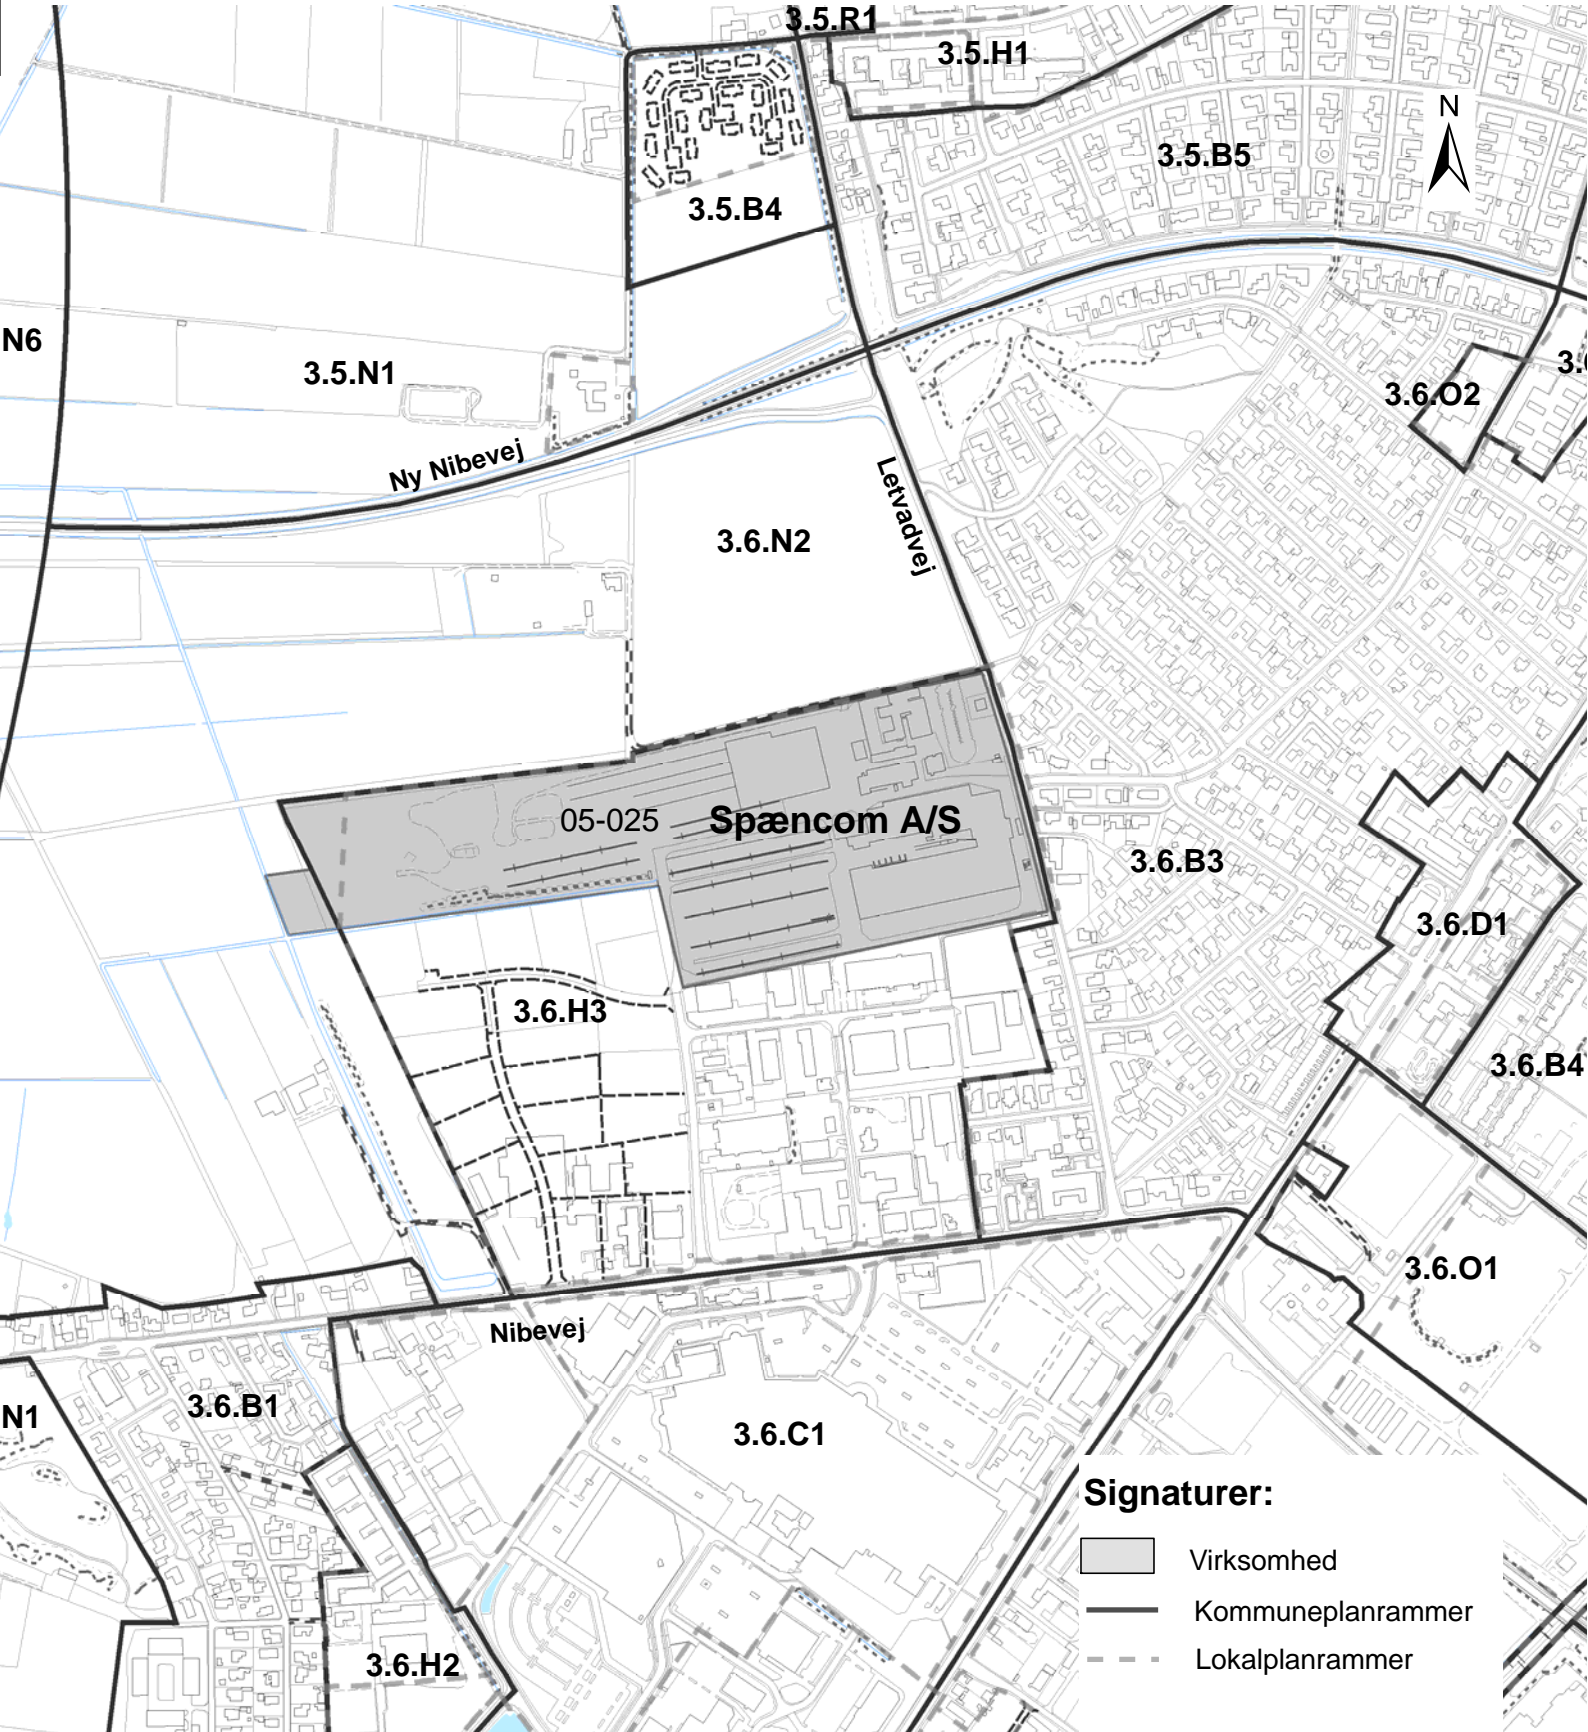 3.5.R1
3.5.H1
N
3.5.B5
3.5.B4
N6
3.5.N1
3.6.O2
Ny Nibevej
Letvadvej
3.6.N2
05-025
Spæncom A/S
3.6.B3
3.6.D1
3.6.H3
3.6.B4
3.6.O1
Nibevej
3.6.B1
N1
3.6.C1
3.6.H2
Signaturer:
Virksomhed
Kommuneplanrammer
Lokalplanrammer